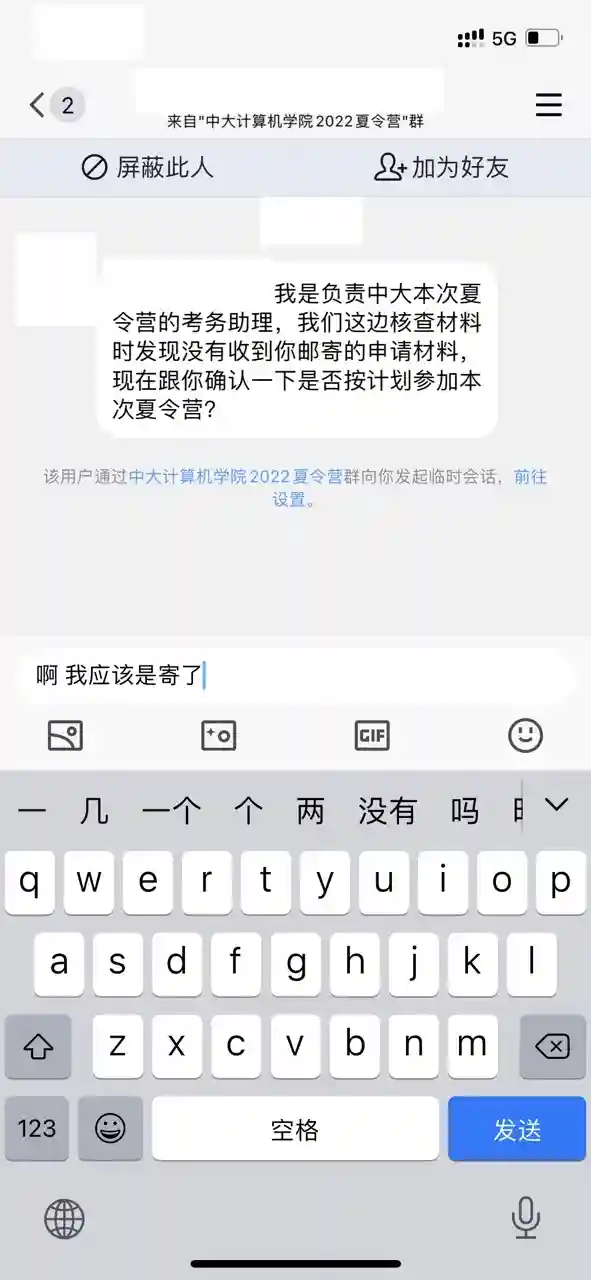 5G
2
来自"中大计算机学院2022夏令营"群
屏蔽此人
加为好友
我是负责中大本次夏
令营的考务助理，我们这边核查材料
时发现没有收到你邮寄的申请材料，
现在跟你确认一下是否按计划参加本
次夏令营？
该用户通过中大计算机学院2022夏令营群向你发起临时会话，前往
设置。
啊 我应该是寄了
GIF
一 几 一个 个 两 没有 吗
q w e r t y u i o p
a s d f g h j k l
z x c v b n m
123 空格 发送